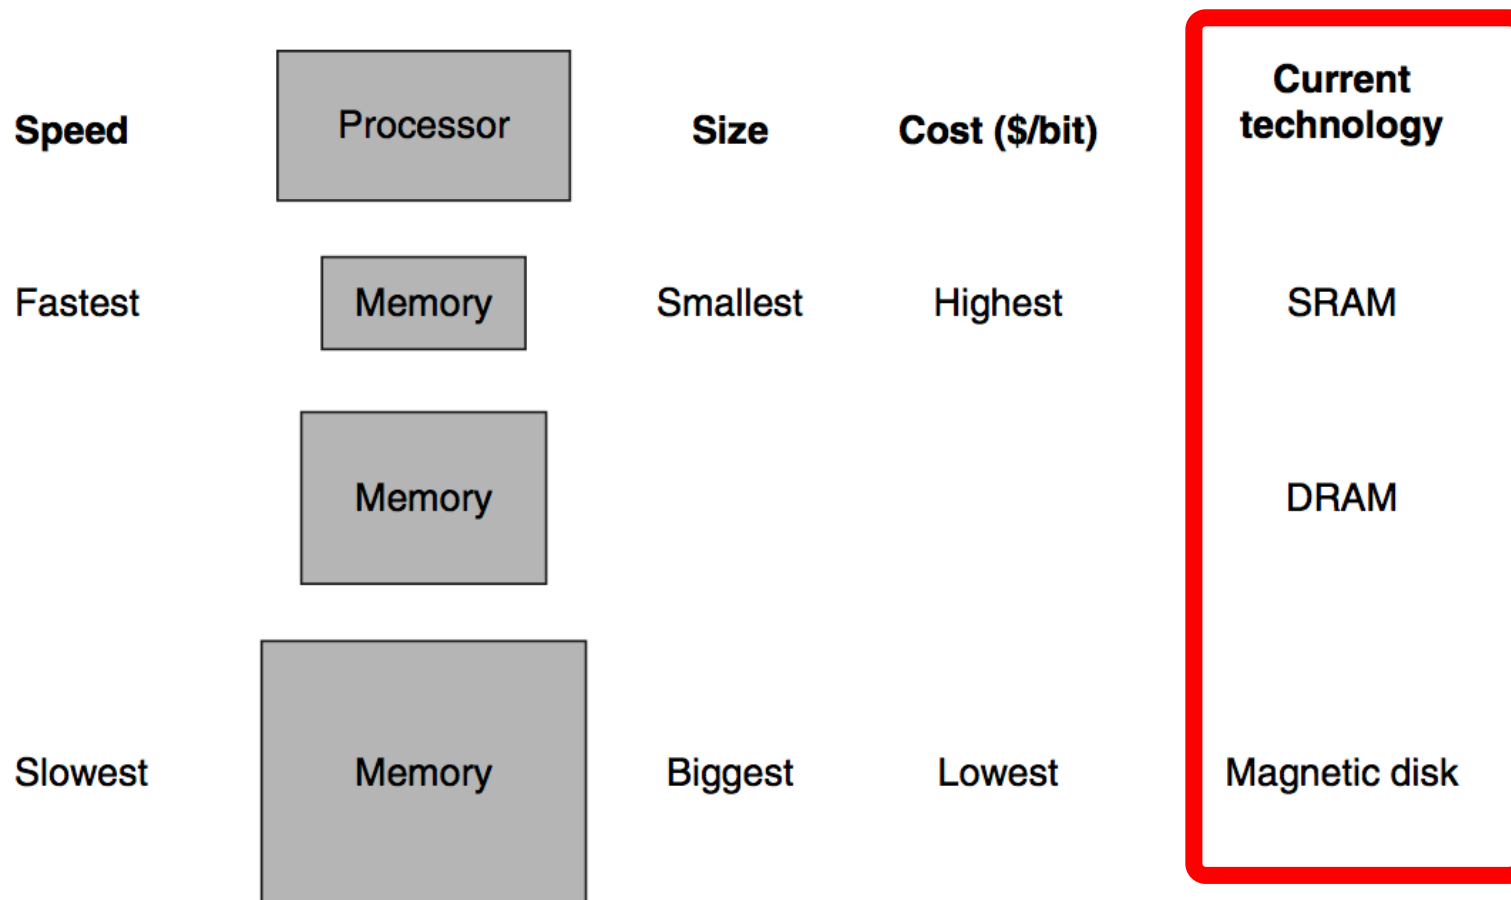 Speed
Processor
Size
Cost ($/bit)
Current
technology
Fastest
Memory
Smallest
Highest
SRAM
Memory
DRAM
Slowest
Memory
Biggest
Lowest
Magnetic disk